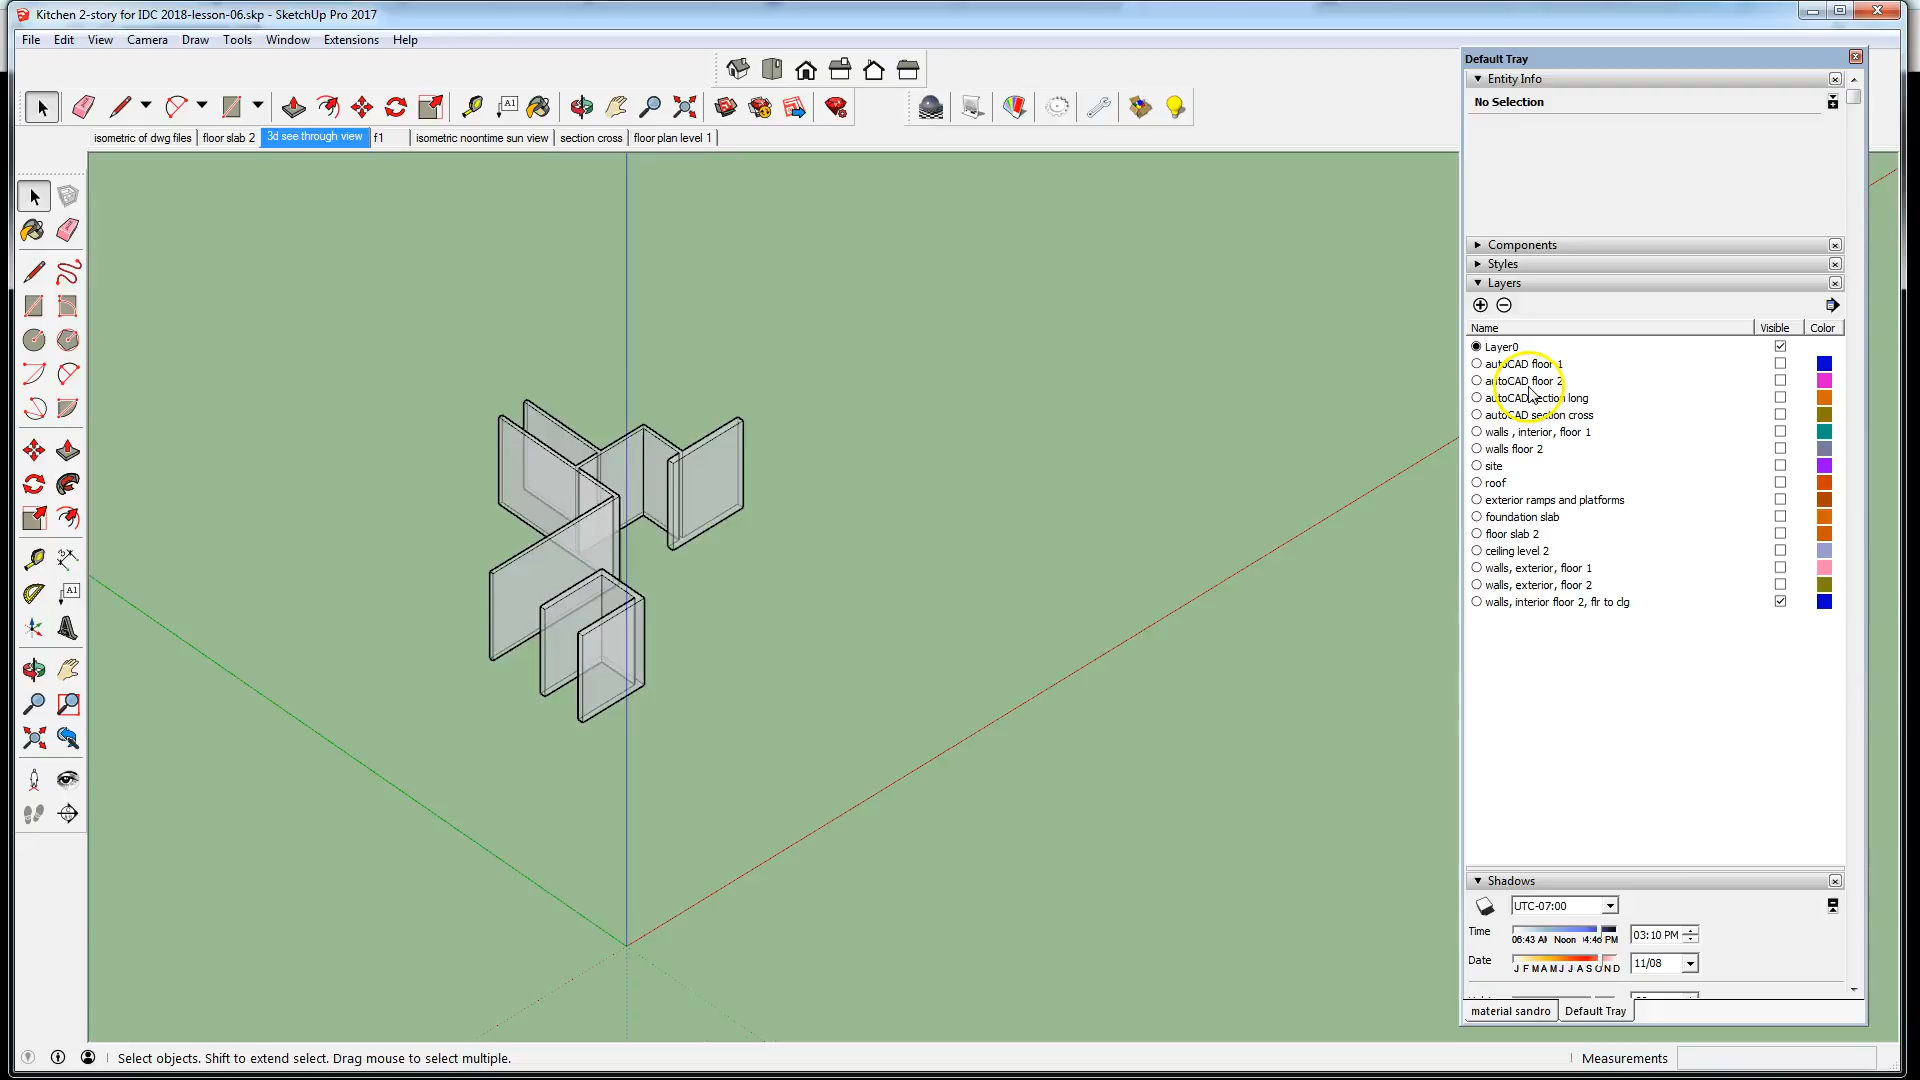 Kitchen 2-story for IDC 2018-lesson-06.skp - SketchUp Pro 2017
File Edit View Camera Draw Tools Window Extensions Help
Default Tray
Entity Info
No Selection
A1
isometric of dwg files floor slab 2 3d see through view f1 isometric noontime sun view section cross floor plan level 1
Components
Styles
Layers
Name Visible Color
Layer0
autoCAD floor 1
autoCAD floor 2
autoCAD section long
autoCAD section cross
walls , interior, floor 1
walls floor 2
site
roof
exterior ramps and platforms
foundation slab
floor slab 2
ceiling level 2
walls, exterior, floor 1
walls, exterior, floor 2
walls, interior floor 2, flr to clg
A1
Shadows
UTC-07:00
Time 06:43 AM Noon 4:46 PM 03:10 PM
Date J F M A M J J A S O N D 11/08
material sandro Default Tray
Select objects. Shift to extend select. Drag mouse to select multiple. Measurements